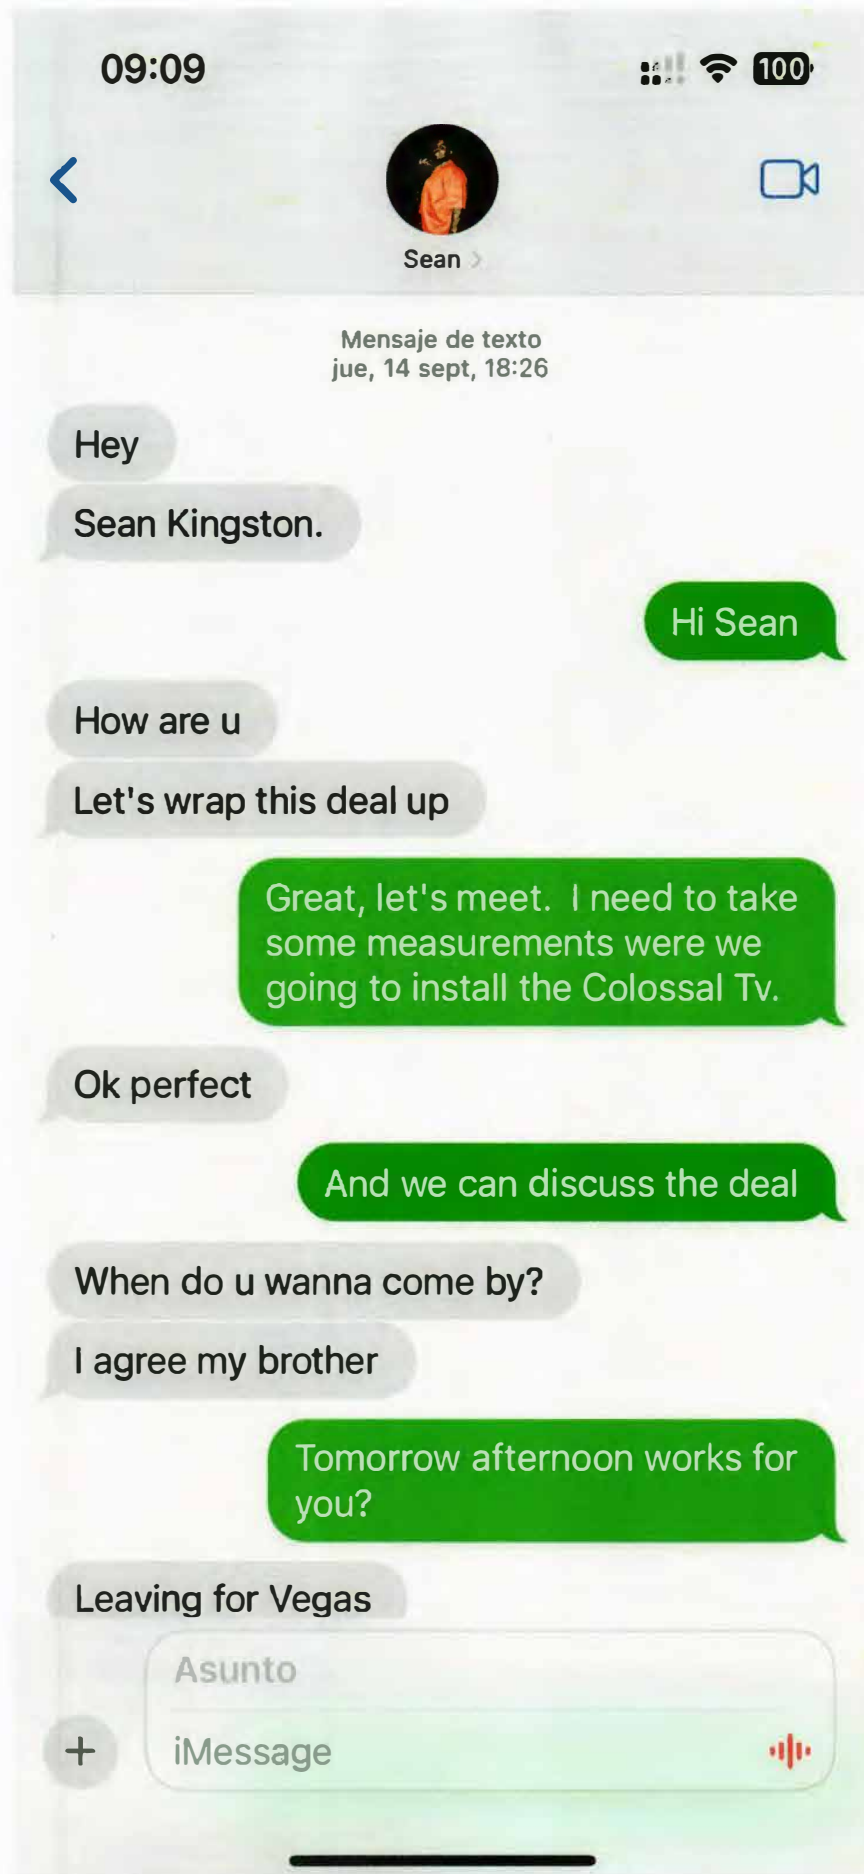 09:09
100
Sean
Mensaje de texto
jue, 14 sept, 18:26
Hey
Sean Kingston.
Hi Sean
How are u
Let's wrap this deal up
Great, let's meet.  I need to take
some measurements were we
going to install the Colossal Tv.
Ok perfect
And we can discuss the deal
When do u wanna come by?
I agree my brother
Tomorrow afternoon works for
you?
Leaving for Vegas
Asunto
iMessage